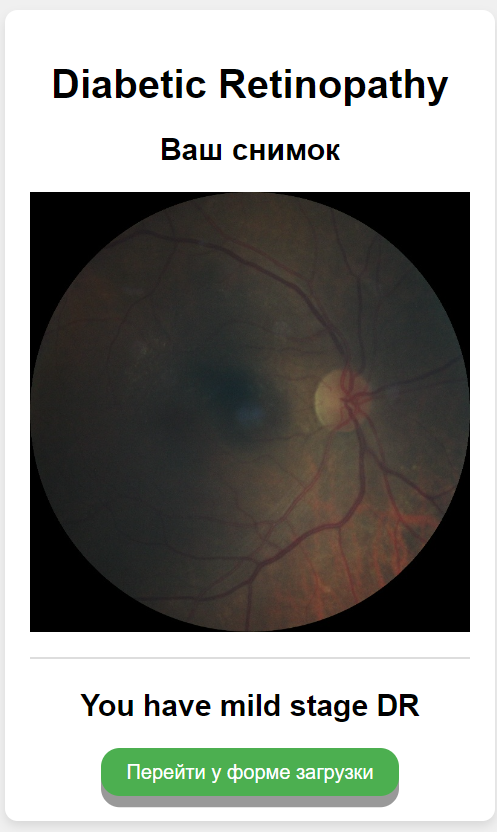 Diabetic Retinopathy
Ваш снимок
You have mild stage DR
Перейти у форме загрузки